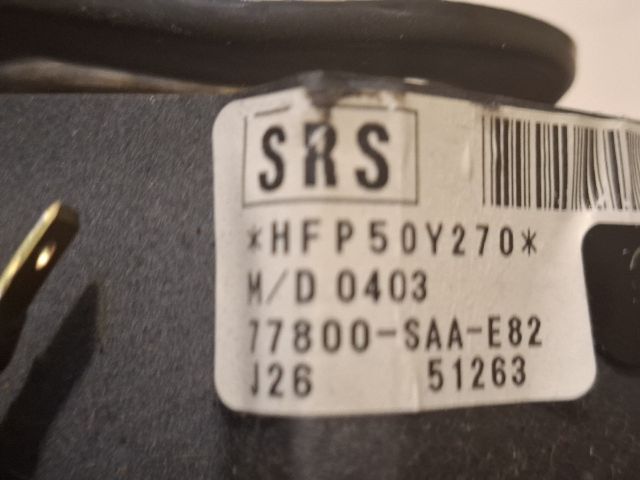 SRS
*HFP50Y270*
M/D 0403
77800-SAA-E82
J26 51263